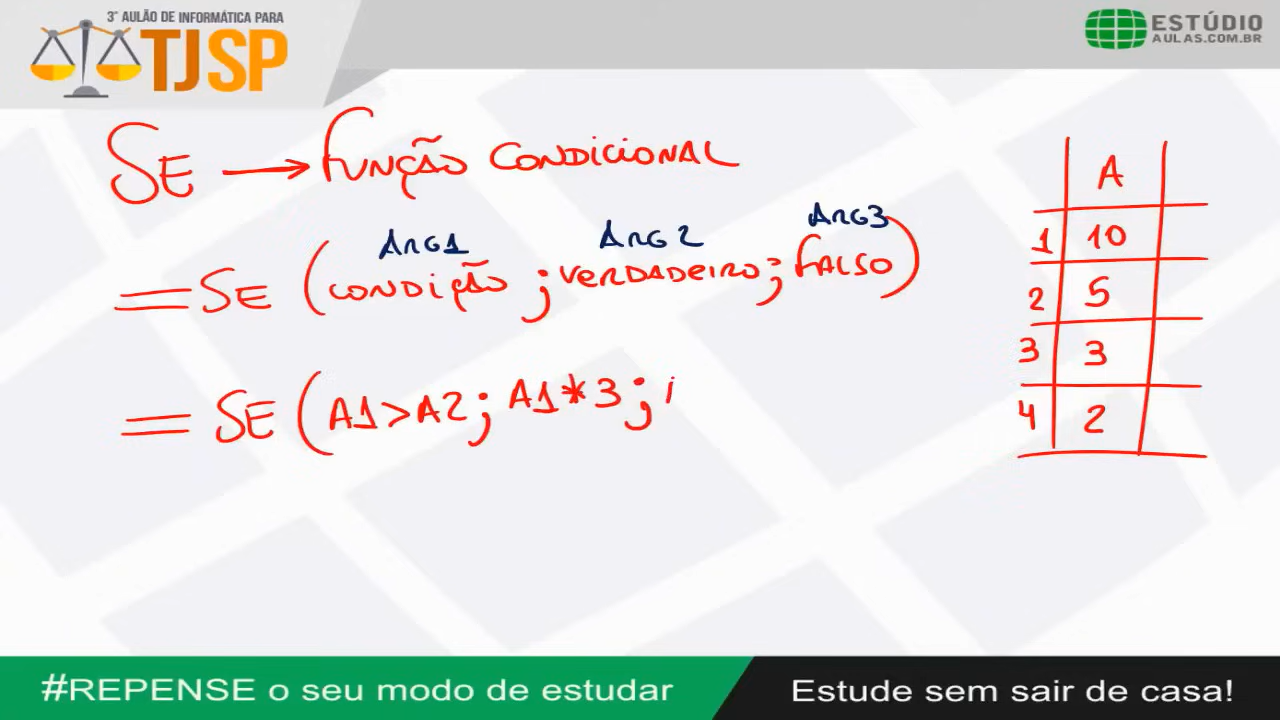 3° AULÃO DE INFORMÁTICA PARA
TJSP
ESTÚDIO
AULAS.COM.BR
SE → FUNÇÃO CONDICIONAL
ARG1 ARG2 ARG3
=SE (CONDIÇÃO ; VERDADEIRO ; FALSO)
=SE (A1>A2; A1*3;
A
1 10
2 5
3 3
4 2
#REPENSE o seu modo de estudar
Estude sem sair de casa!